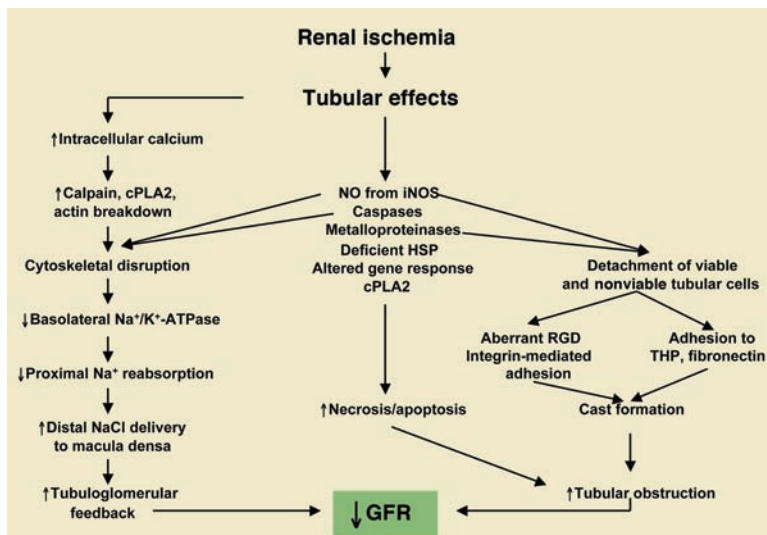 Renal ischemia
Tubular effects
↑Intracellular calcium
↑Calpain, cPLA2,
actin breakdown
Cytoskeletal disruption
↓Basolateral Na⁺/K⁺-ATPase
↓Proximal Na⁺ reabsorption
↑Distal NaCl delivery
to macula densa
↑Tubuloglomerular
feedback
NO from iNOS
Caspases
Metalloproteinases
Deficient HSP
Altered gene response
cPLA2
↑Necrosis/apoptosis
Detachment of viable
and nonviable tubular cells
Aberrant RGD
Integrin-mediated
adhesion
Adhesion to
THP, fibronectin
Cast formation
↑Tubular obstruction
↓GFR